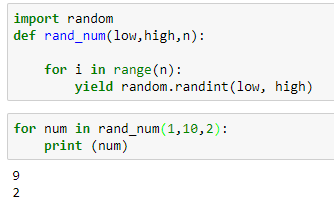 import random
def rand_num(low,high,n):
    for i in range(n):
        yield random.randint(low, high)
for num in rand_num(1,10,2):
    print (num)
9
2